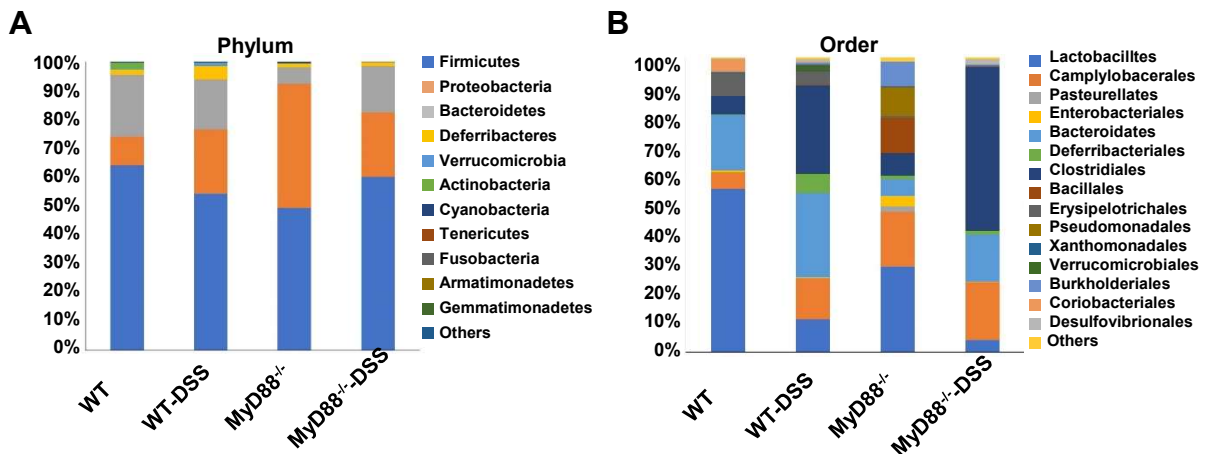 A
Phylum
100%
90%
80%
70%
60%
50%
40%
30%
20%
10%
0%
WT
WT-DSS
MyD88-/-
MyD88-/--DSS
Firmicutes
Proteobacteria
Bacteroidetes
Deferribacteres
Verrucomicrobia
Actinobacteria
Cyanobacteria
Tenericutes
Fusobacteria
Armatimonadetes
Gemmatimonadetes
Others
B
Order
100%
90%
80%
70%
60%
50%
40%
30%
20%
10%
0%
WT
WT-DSS
MyD88-/-
MyD88-/--DSS
Lactobacilltes
Camplylobacerales
Pasteurellates
Enterobacteriales
Bacteroidates
Deferribacteriales
Clostridiales
Bacillales
Erysipelotrichales
Pseudomonadales
Xanthomonadales
Verrucomicrobiales
Burkholderiales
Coriobacteriales
Desulfovibrionales
Others